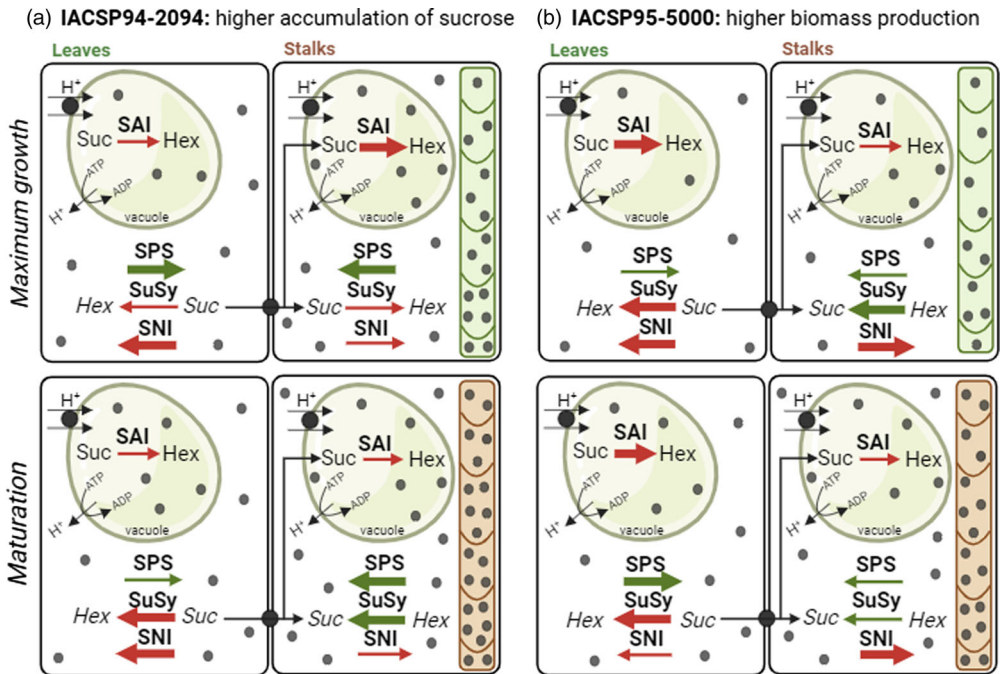 (a) IACSP94-2094: higher accumulation of sucrose
(b) IACSP95-5000: higher biomass production
Leaves
Stalks
Leaves
Stalks
Maximum growth
H⁺
Suc SAI Hex
ATP
ADP
H⁺
vacuole
SPS
Hex SuSy Suc
SNI
H⁺
Suc SAI Hex
ATP
ADP
H⁺
vacuole
SPS
Suc SuSy Hex
SNI
H⁺
Suc SAI Hex
ATP
ADP
H⁺
vacuole
SPS
Hex SuSy Suc
SNI
H⁺
Suc SAI Hex
ATP
ADP
H⁺
vacuole
SPS
Suc SuSy Hex
SNI
Maturation
H⁺
Suc SAI Hex
ATP
ADP
H⁺
vacuole
SPS
Hex SuSy Suc
SNI
H⁺
Suc SAI Hex
ATP
ADP
H⁺
vacuole
SPS
Suc SuSy Hex
SNI
H⁺
Suc SAI Hex
ATP
ADP
H⁺
vacuole
SPS
Hex SuSy Suc
SNI
H⁺
Suc SAI Hex
ATP
ADP
H⁺
vacuole
SPS
Suc SuSy Hex
SNI